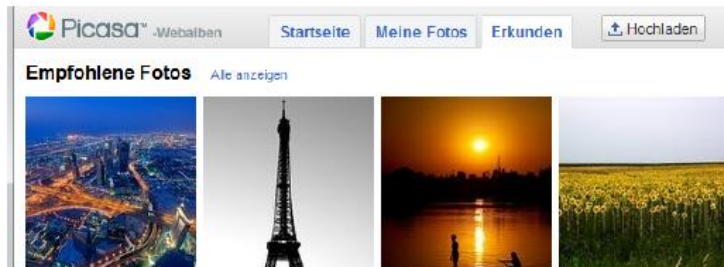 Picasa™ -Webalben Startseite Meine Fotos Erkunden Hochladen
Empfohlene Fotos Alle anzeigen